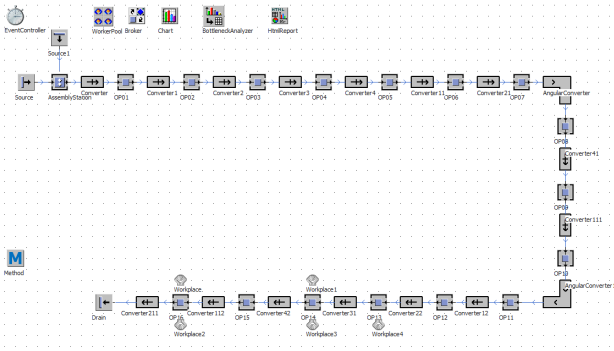 EventController
WorkerPool Broker Chart BottleneckAnalyzer HtmlReport
Source1
Source AssemblyStation Converter OP01 Converter1 OP02 Converter2 OP03 Converter3 OP04 Converter4 OP05 Converter11 OP06 Converter21 OP07 AngularConverter
OP08
Converter41
OP09
Converter111
M
Method
OP10
AngularConverter1
Workplace Workplace1
Drain Converter211 OP16 Converter112 OP15 Converter42 OP14 Converter31 OP13 Converter22 OP12 Converter12 OP11
Workplace2 Workplace3 Workplace4